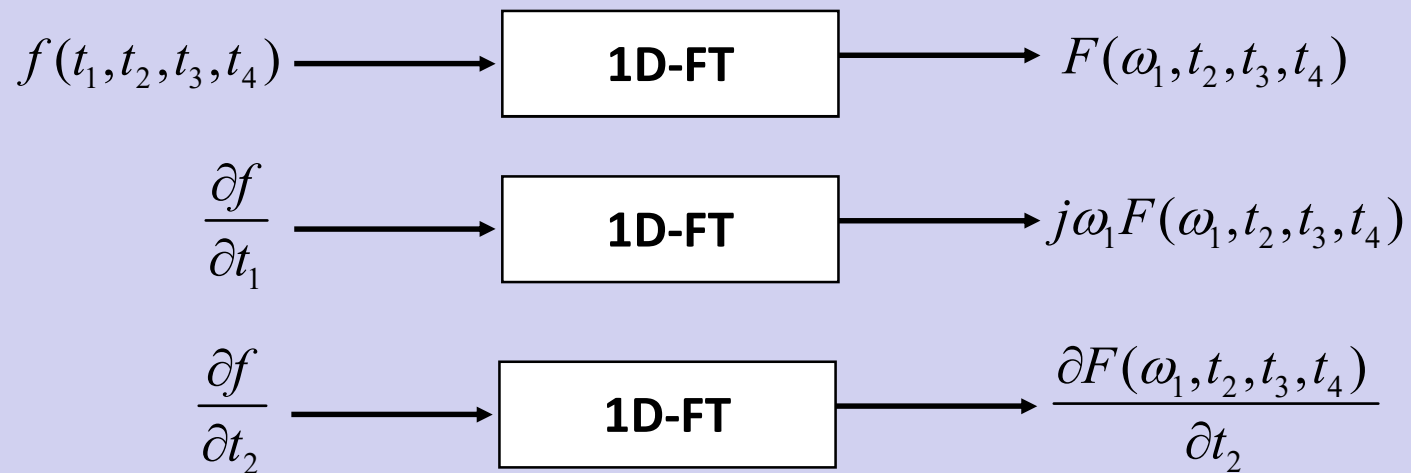 f(t₁,t₂,t₃,t₄) 1D-FT F(ω₁,t₂,t₃,t₄)
∂f/∂t₁ 1D-FT jω₁F(ω₁,t₂,t₃,t₄)
∂f/∂t₂ 1D-FT ∂F(ω₁,t₂,t₃,t₄)/∂t₂